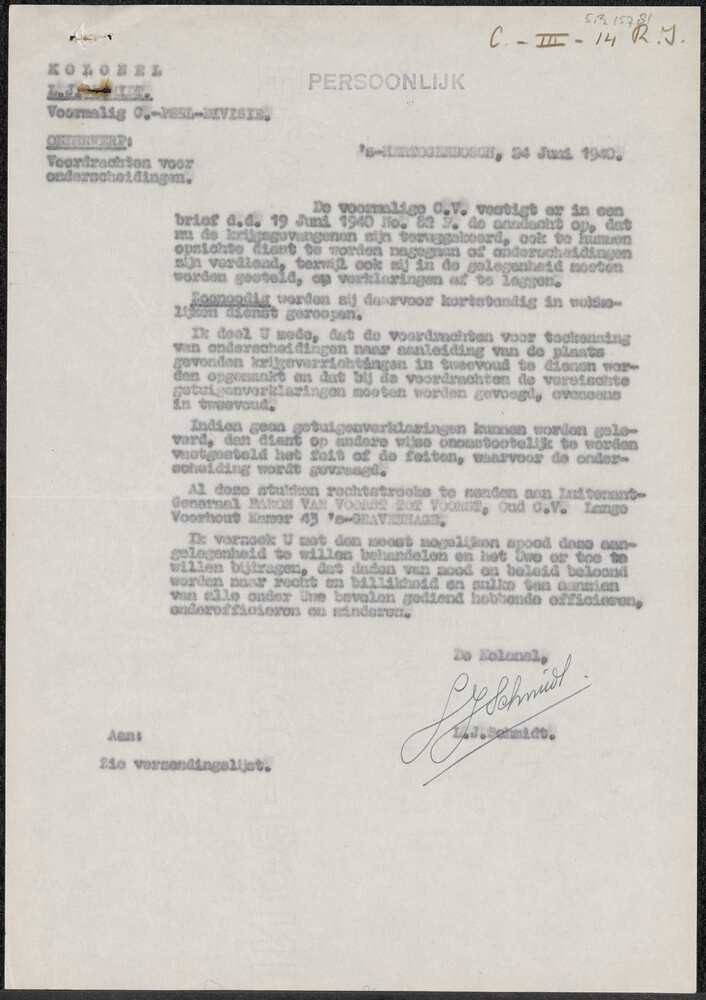 513 157 81
C. - III - 14 R.J.
KOLONEL
L.J. SCHMIDT.
PERSOONLIJK
Voormalig C.-PEEL-DIVISIE.
ONDERWERP:
Voordrachten voor
onderscheidingen.
's-HERTOGENBOSCH, 24 Juni 1940.
De voormalige C.V. vestigt er in een
brief d.d. 19 Juni 1940 No. 82 de aandacht op, dat
nu de krijgsgevangenen zijn teruggekeerd, ook te hunnen
opzichte dient te worden nagegaan of onderscheidingen
zijn verdiend, terwijl ook zij in de gelegenheid moeten
worden gesteld, om verklaringen af te leggen.
Zoonoodig worden zij daarvoor kortstondig in werke-
lijken dienst geroepen.
Ik deel U mede, dat de voordrachten voor toekenning
van onderscheidingen naar aanleiding van de plaats
gevonden krijgsverrichtingen in tweevoud te dienen wor-
den opgemaakt en dat bij de voordrachten de vereischte
getuigenverklaringen moeten worden gevoegd, eveneens
in tweevoud.
Indien geen getuigenverklaringen kunnen worden gele-
verd, dan dient op andere wijze onomstootelijk te worden
vastgesteld het feit of de feiten, waarvoor de onder-
scheiding wordt gevraagd.
Al deze stukken rechtstreeks te zenden aan Luitenant-
Generaal BARON VAN VOORST TOT VOORST, Oud C.V. Lange
Voorhout Kamer 43 's-GRAVENHAGE.
Ik verzoek U met den meest mogelijken spoed deze aan-
gelegenheid te willen behandelen en het Uwe er toe te
willen bijdragen, dat daden van moed en beleid beloond
worden naar recht en billikheid en zulks ten aanzien
van alle onder Uwe bevelen gediend hebbende officieren,
onderofficieren en minderen.
De Kolonel,
L J Schmidt.
L.J.Schmidt.
Aan:
Zie verzendingslijst.